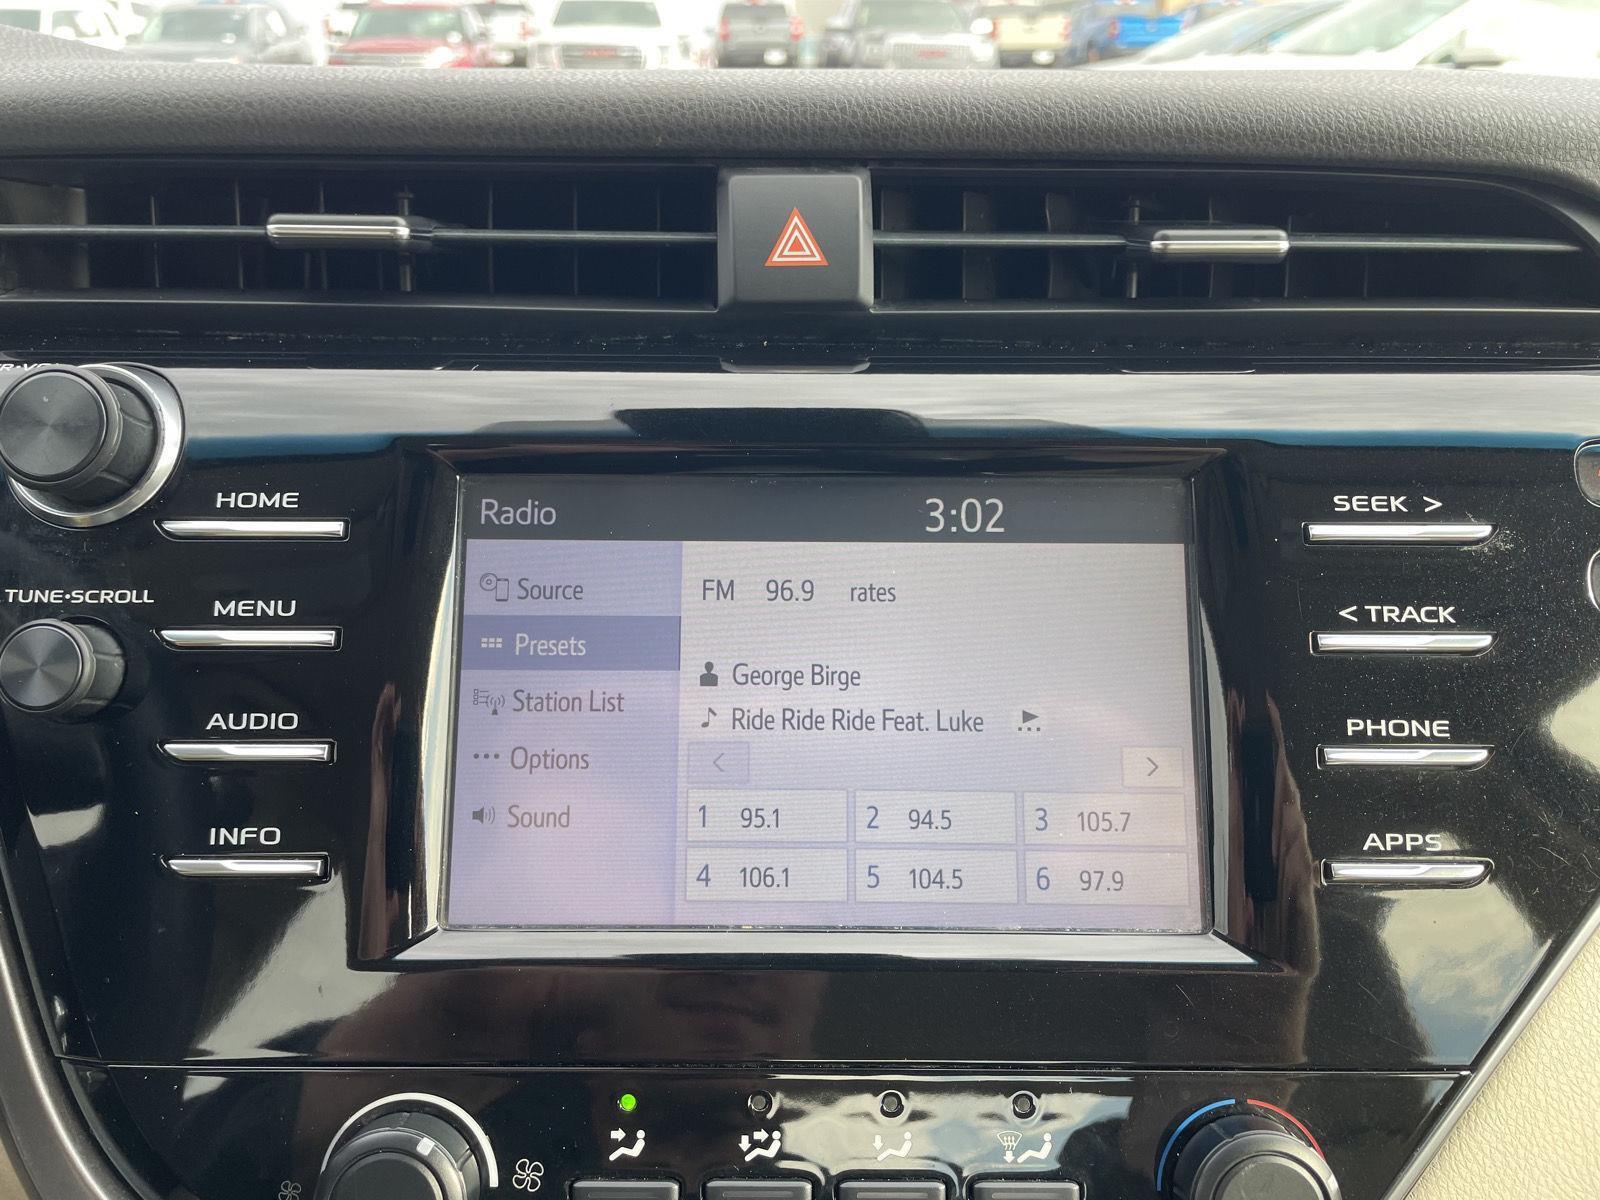 HOME
TUNE•SCROLL
MENU
AUDIO
INFO
Radio 3:02
Source
Presets
Station List
Options
Sound
FM 96.9 rates
George Birge
Ride Ride Ride Feat. Luke
1 95.1
2 94.5
3 105.7
4 106.1
5 104.5
6 97.9
SEEK >
< TRACK
PHONE
APPS